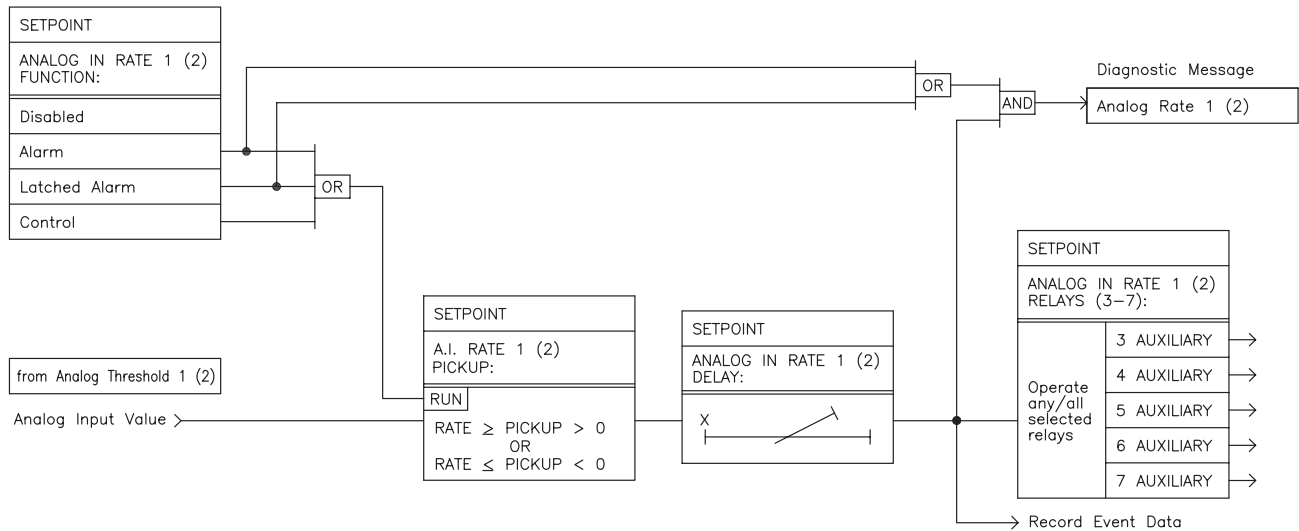 SETPOINT
ANALOG IN RATE 1 (2)
FUNCTION:
Disabled
Alarm
Latched Alarm
Control
OR
OR
AND
Diagnostic Message
Analog Rate 1 (2)
from Analog Threshold 1 (2)
Analog Input Value
SETPOINT
A.I. RATE 1 (2)
PICKUP:
RUN
RATE ≥ PICKUP > 0
OR
RATE ≤ PICKUP < 0
SETPOINT
ANALOG IN RATE 1 (2)
DELAY:
X
SETPOINT
ANALOG IN RATE 1 (2)
RELAYS (3–7):
Operate
any/all
selected
relays
3 AUXILIARY
4 AUXILIARY
5 AUXILIARY
6 AUXILIARY
7 AUXILIARY
Record Event Data